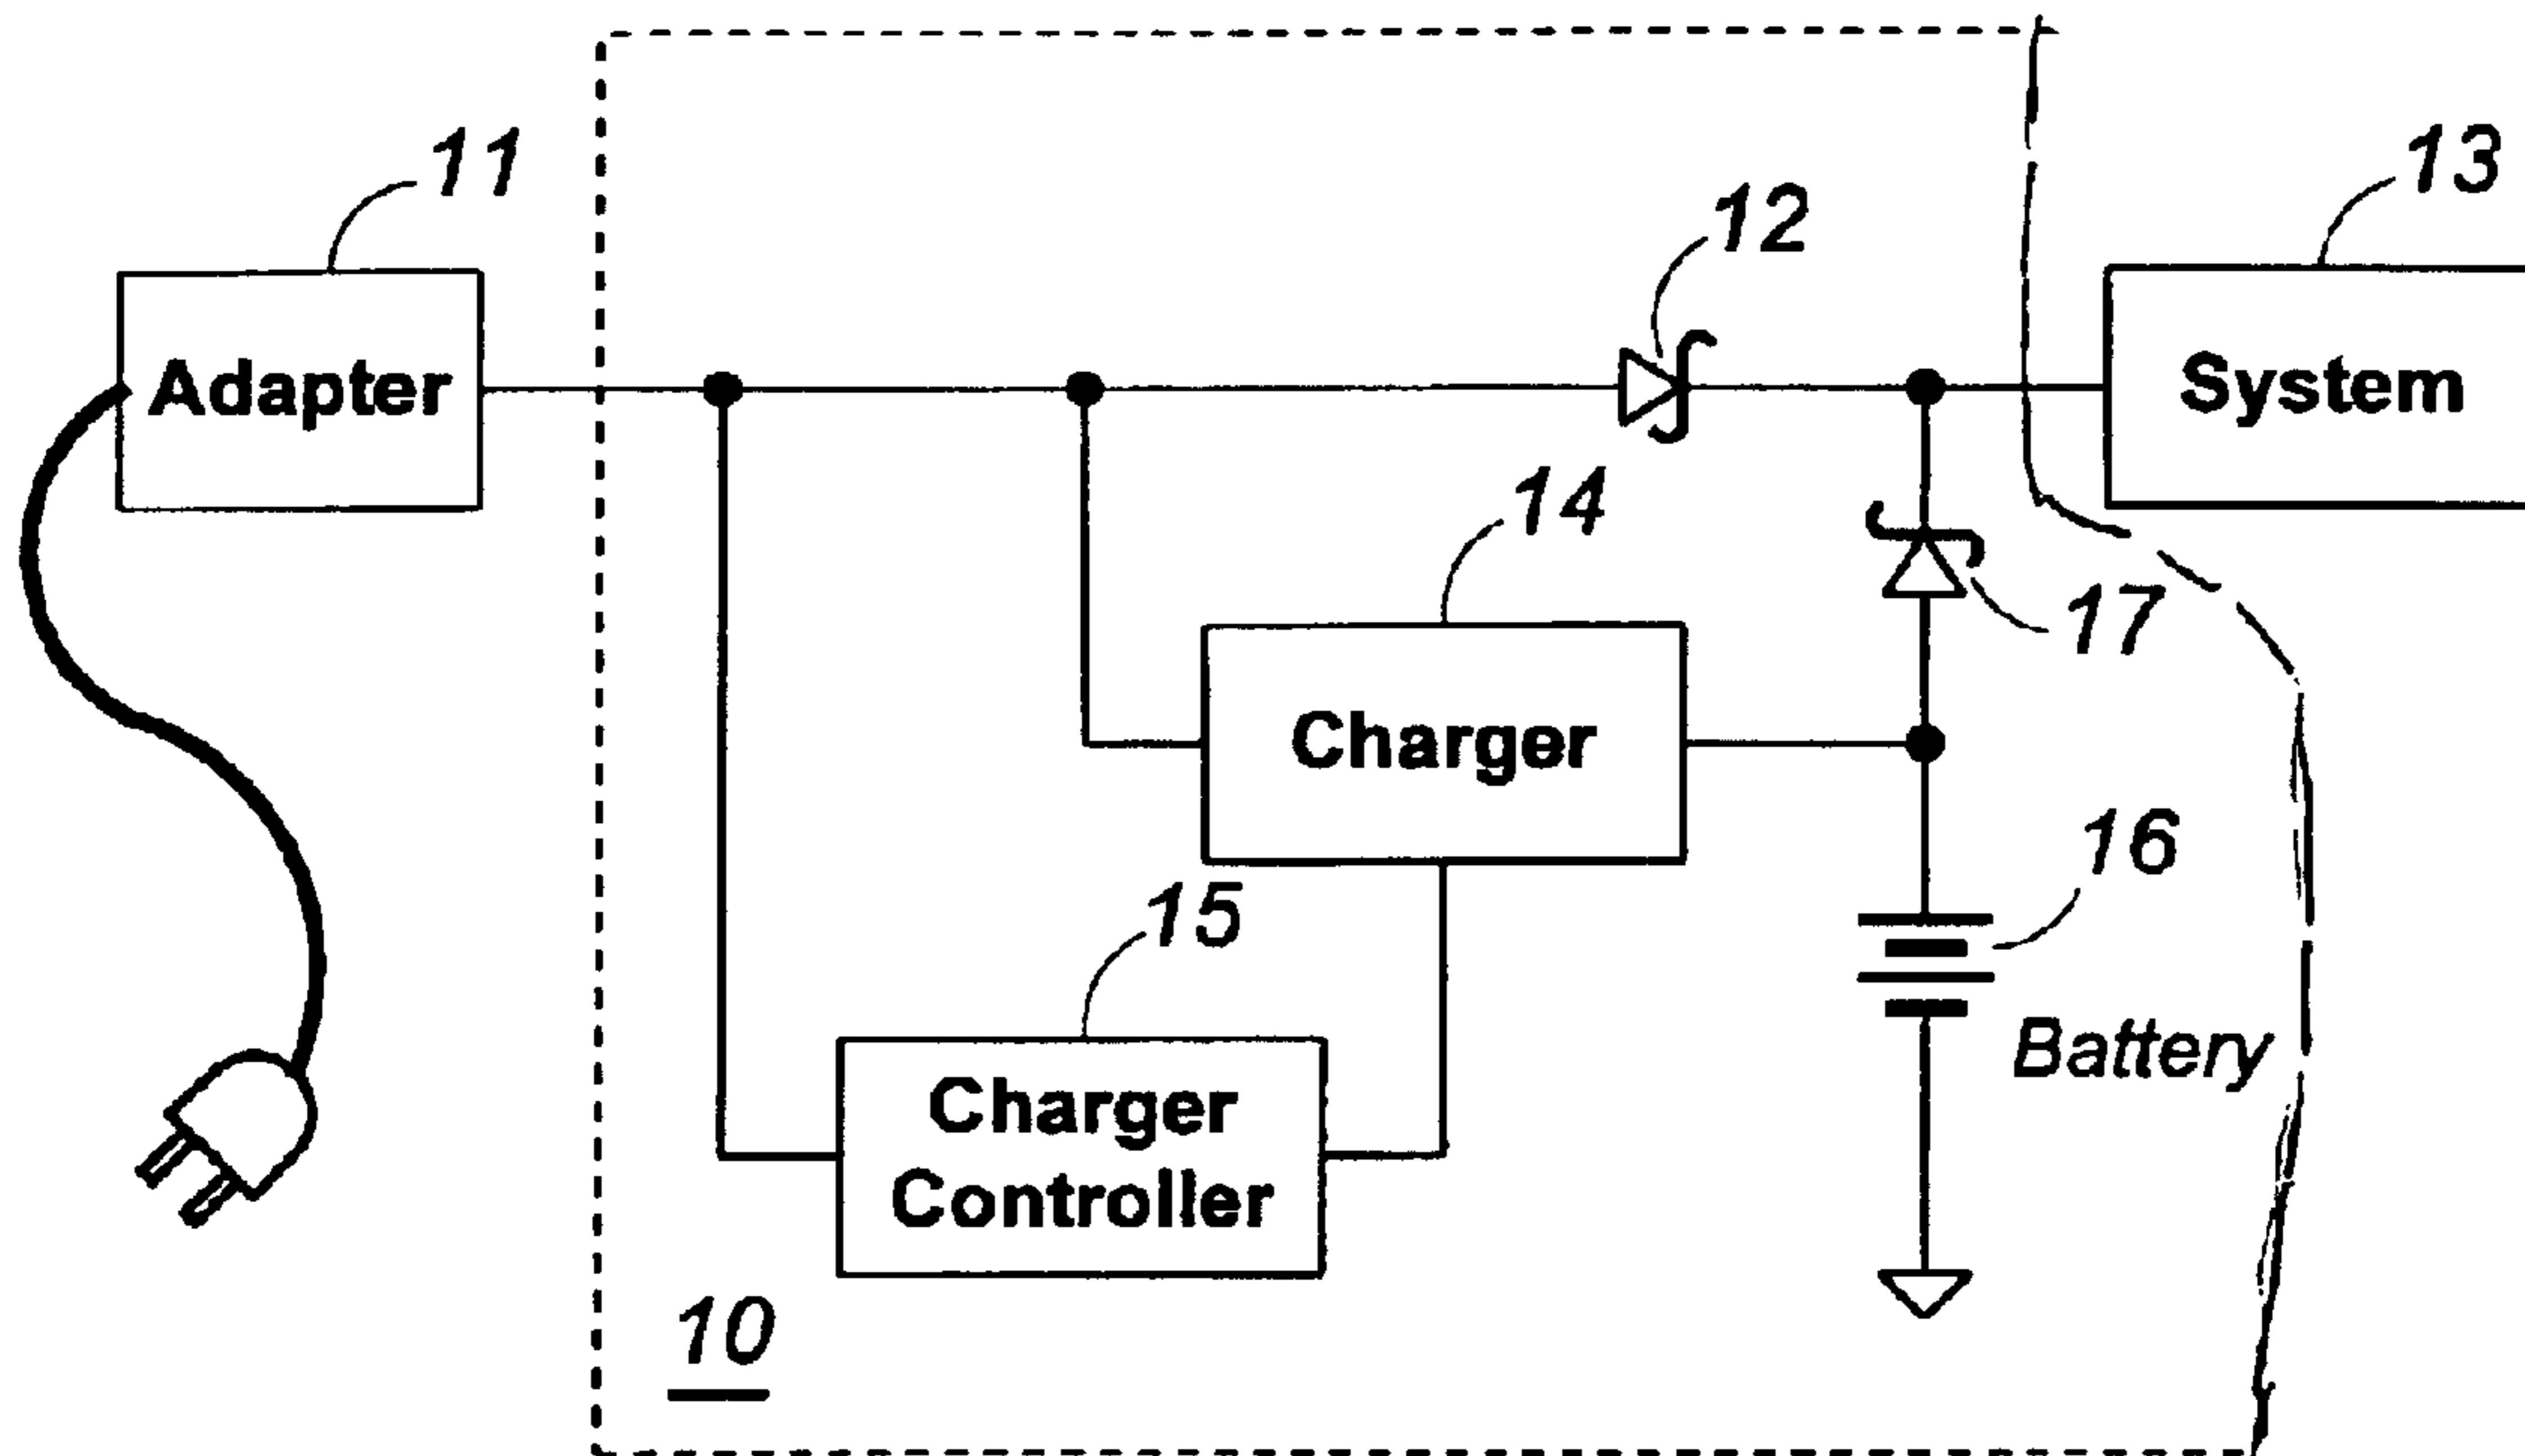 11
13
12
Adapter
System
14
17
Charger
16
15
Battery
Charger
Controller
10